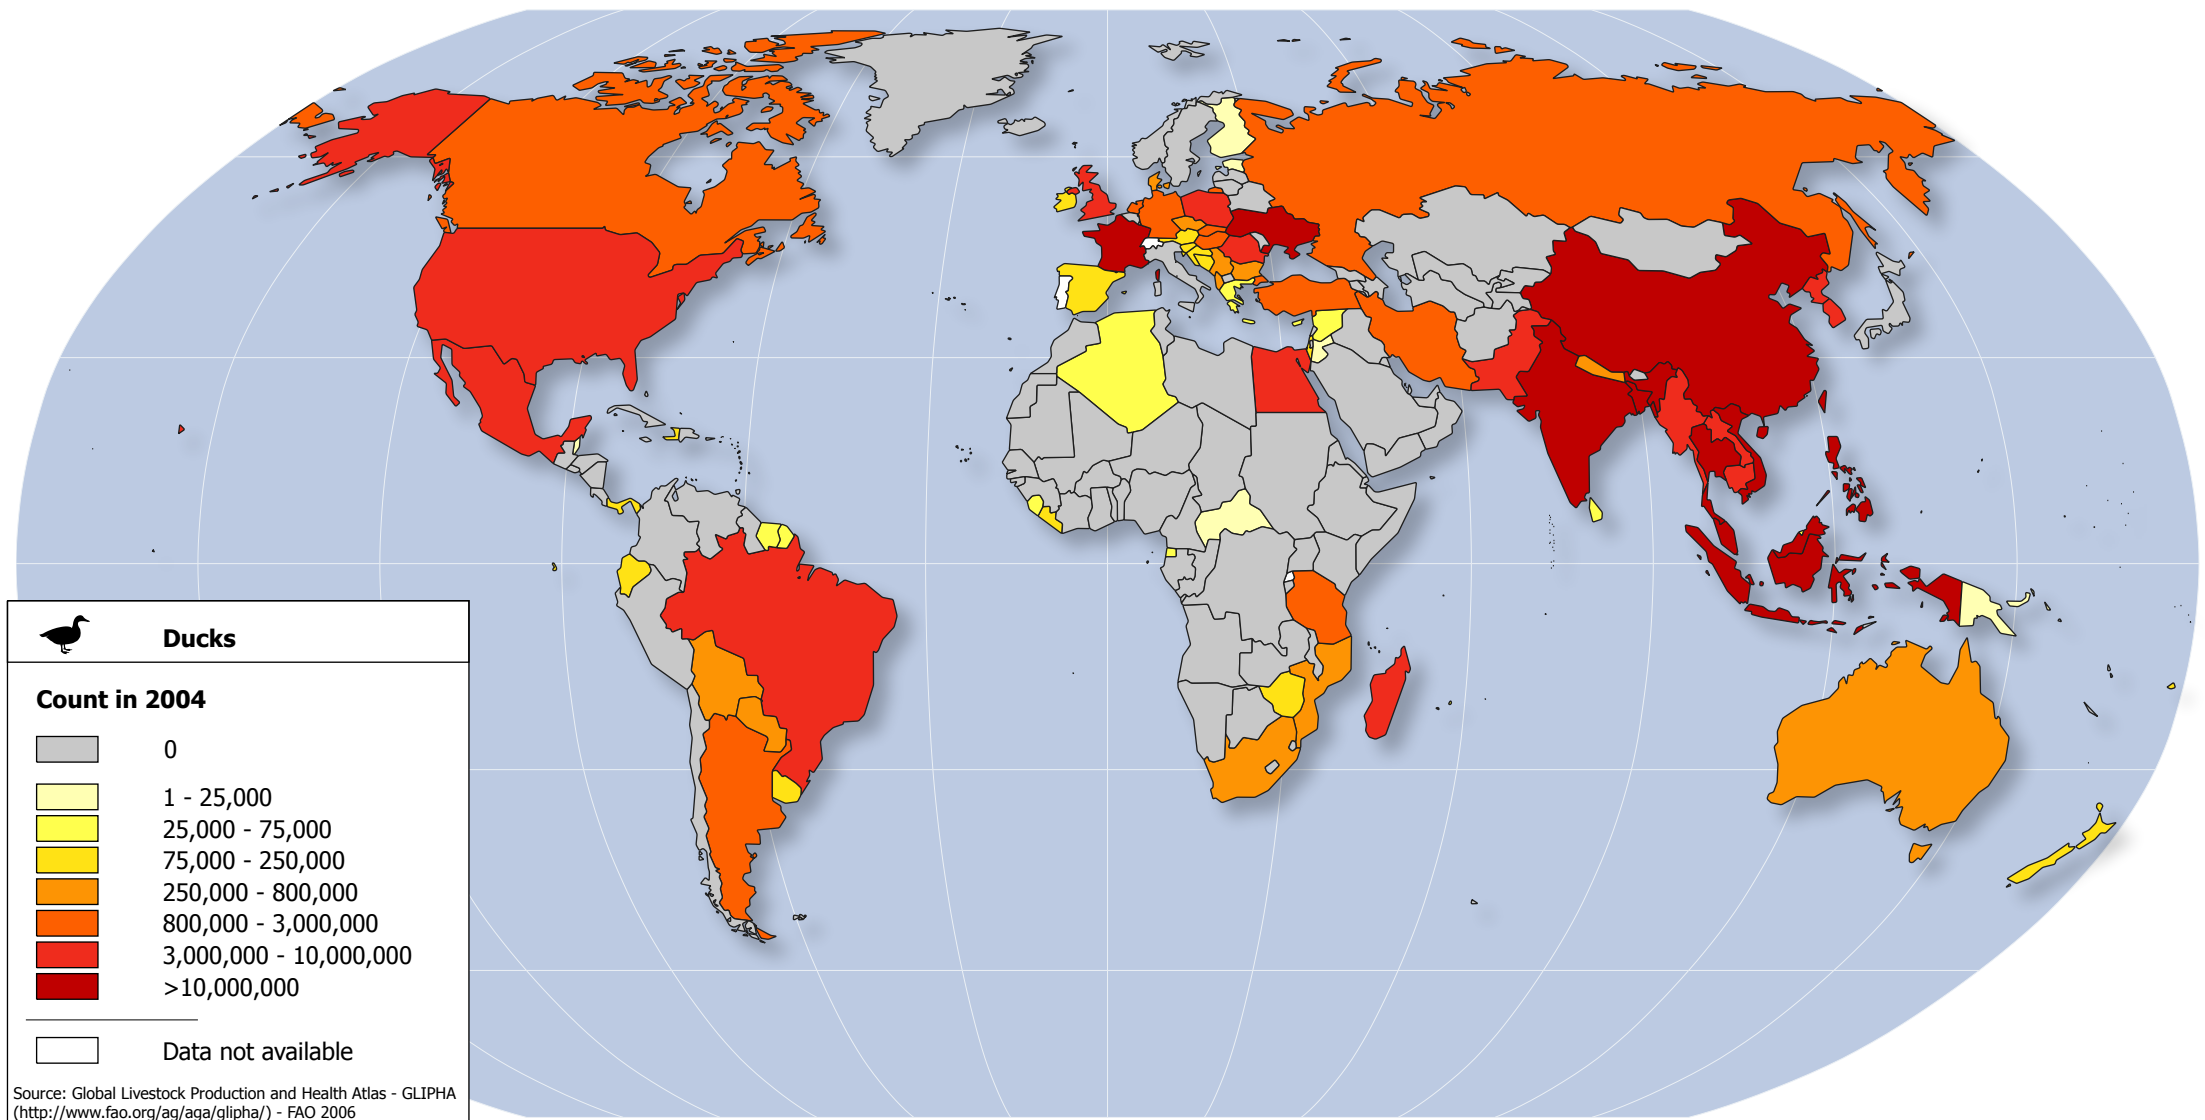 Ducks
Count in 2004
0
1 - 25,000
25,000 - 75,000
75,000 - 250,000
250,000 - 800,000
800,000 - 3,000,000
3,000,000 - 10,000,000
>10,000,000
Data not available
Source: Global Livestock Production and Health Atlas - GLIPHA
(http://www.fao.org/ag/aga/glipha/) - FAO 2006